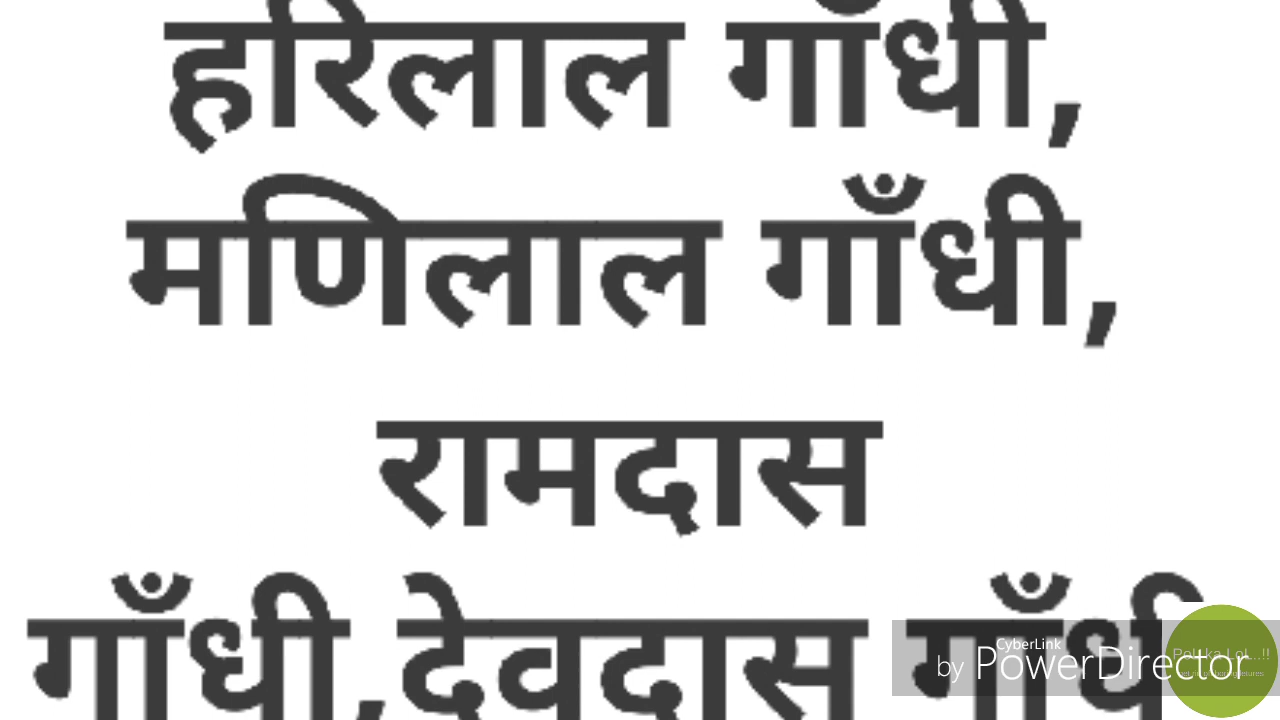 हरिलाल गाँधी,
मणिलाल गाँधी,
रामदास
गाँधी,देवदास गाँधी
CyberLink
by PowerDirector